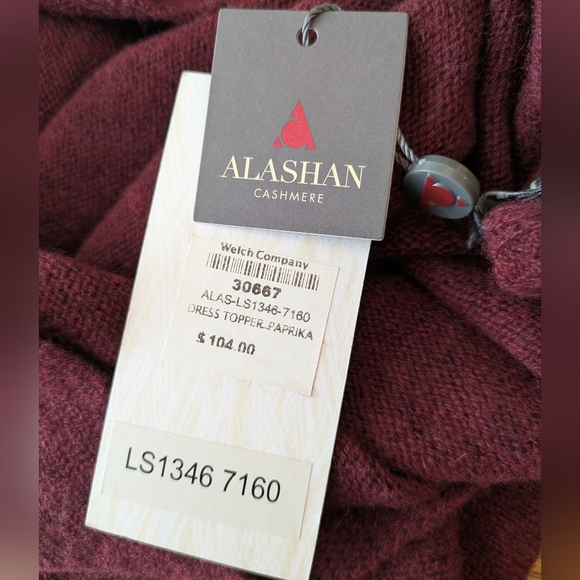 ALASHAN
CASHMERE
Welch Company
30667
ALAS-LS1346-7160
DRESS TOPPER PAPRIKA
$ 104.00
LS1346 7160